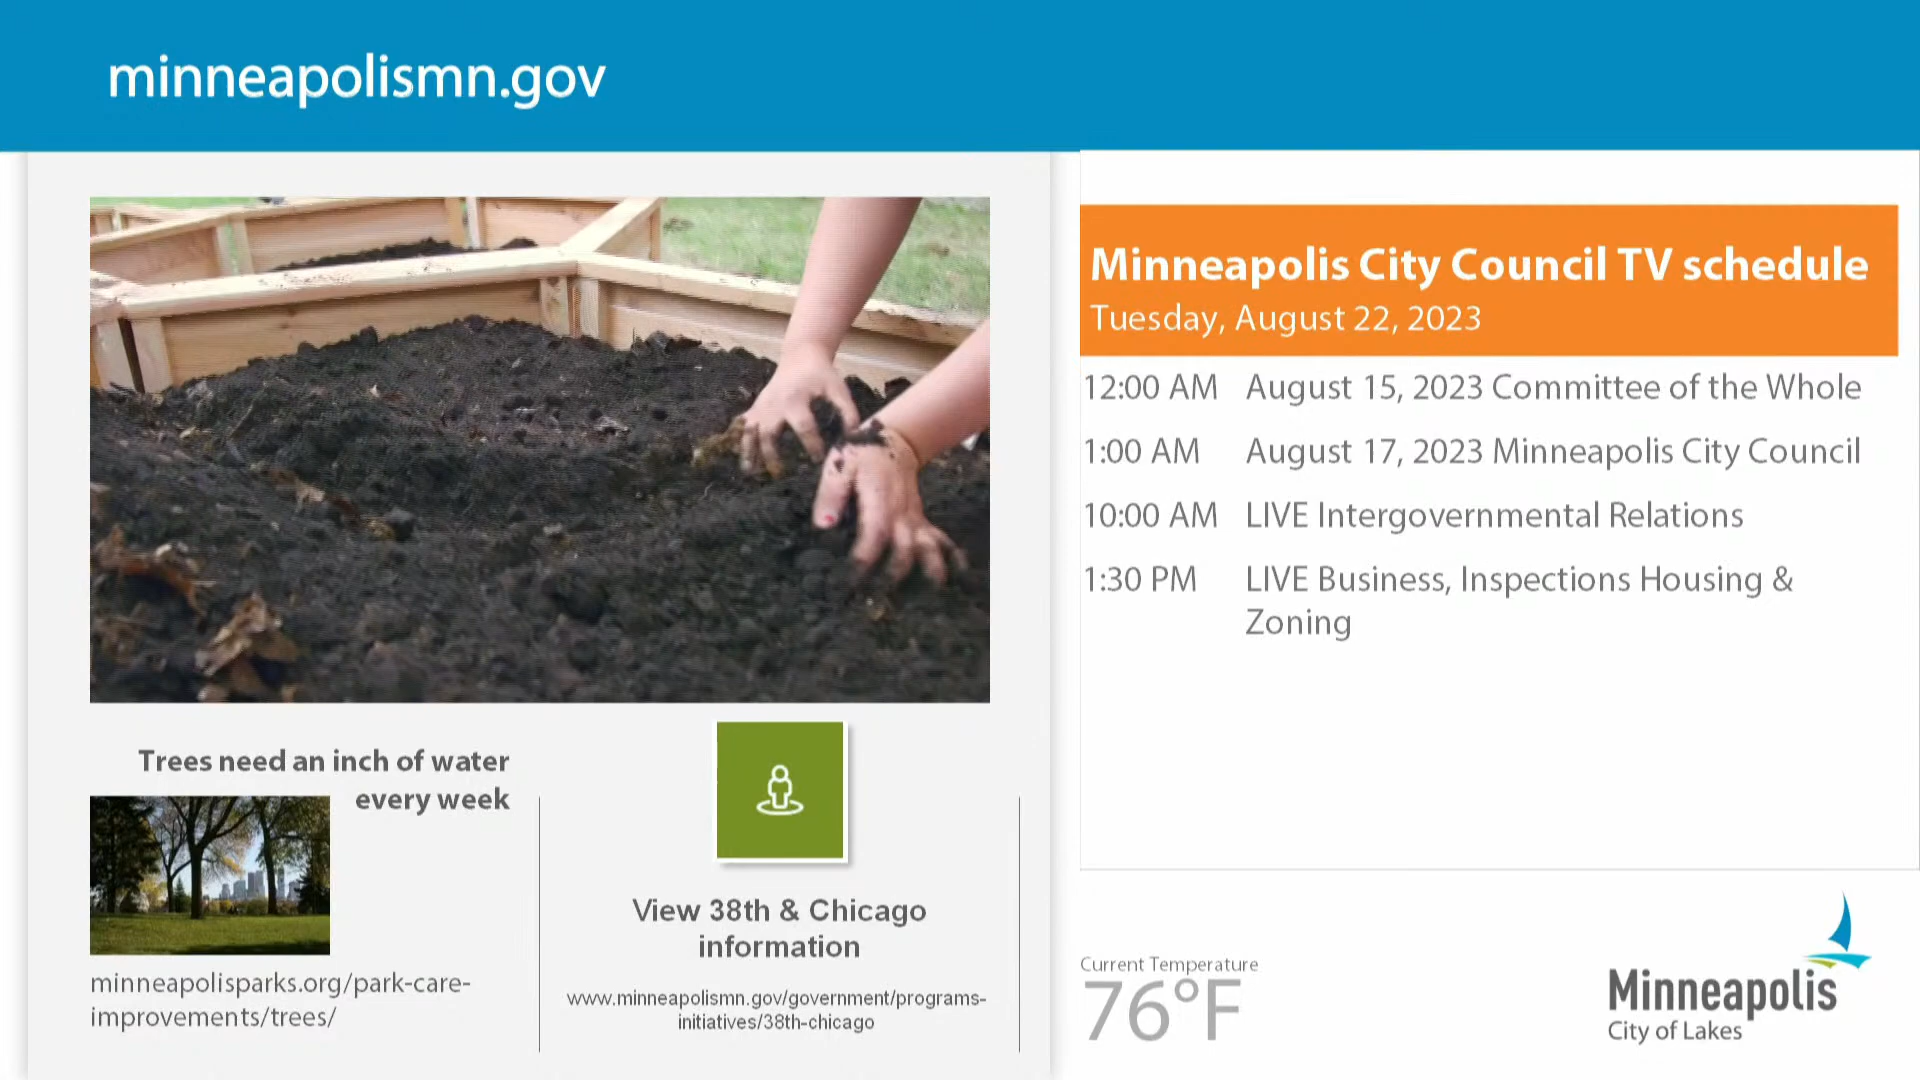 minneapolismn.gov
Minneapolis City Council TV schedule
Tuesday, August 22, 2023
12:00 AM August 15, 2023 Committee of the Whole
1:00 AM August 17, 2023 Minneapolis City Council
10:00 AM LIVE Intergovernmental Relations
1:30 PM LIVE Business, Inspections Housing &
Zoning
Trees need an inch of water
every week
minneapolisparks.org/park-care-
improvements/trees/
View 38th & Chicago
information
www.minneapolismn.gov/government/programs-
initiatives/38th-chicago
Current Temperature
76°F
Minneapolis
City of Lakes